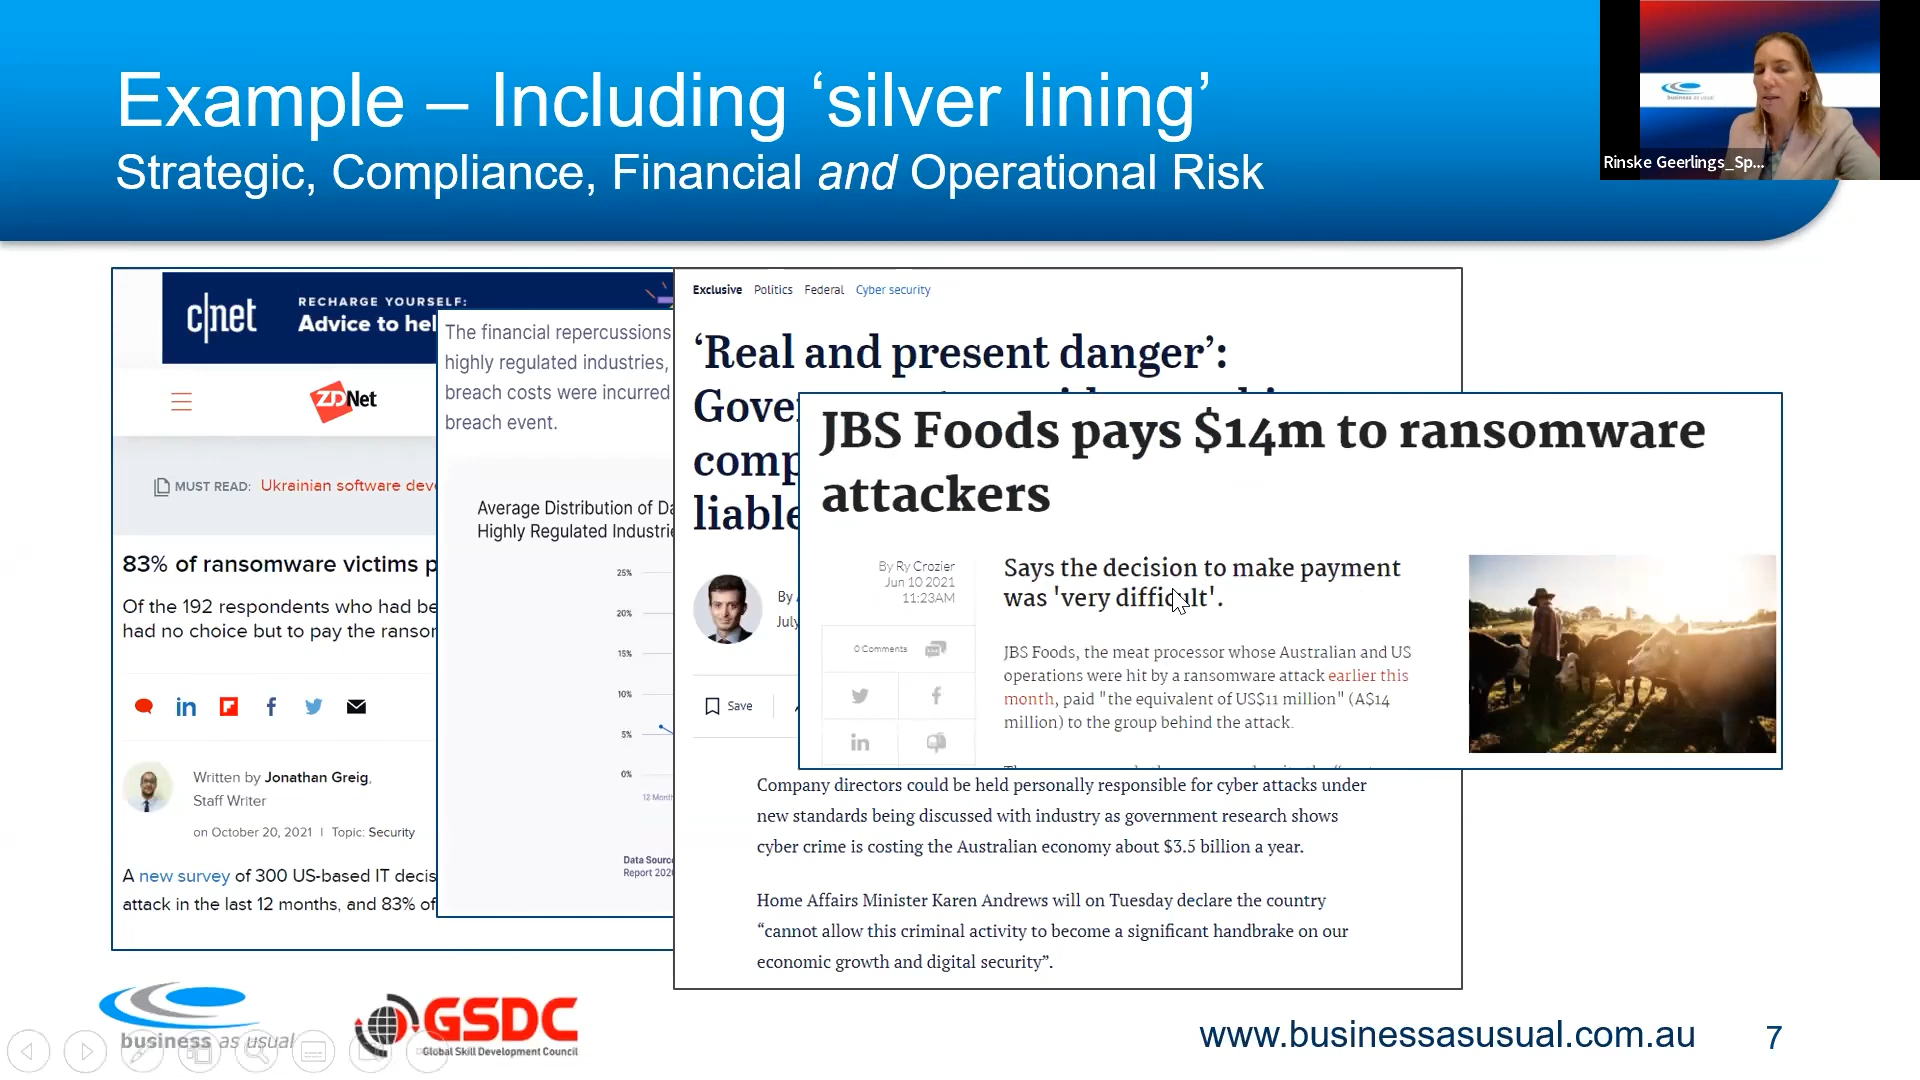 Example – Including ‘silver lining’
Strategic, Compliance, Financial and Operational Risk
business as usual
Rinske Geerlings_Sp...
c|net
RECHARGE YOURSELF:
Advice to hel
ZDNet
MUST READ: Ukrainian software dev
83% of ransomware victims p
Of the 192 respondents who had be
had no choice but to pay the ransor
Written by Jonathan Greig,
Staff Writer
on October 20, 2021 | Topic: Security
A new survey of 300 US-based IT decis
attack in the last 12 months, and 83% of
The financial repercussions
highly regulated industries,
breach costs were incurred
breach event.
Average Distribution of Da
Highly Regulated Industrie
25%
20%
15%
10%
5%
0%
12 Month
Data Source
Report 202
Exclusive Politics Federal Cyber security
‘Real and present danger’:
Gove
comp
liable
By
July
Save
JBS Foods pays $14m to ransomware
attackers
By Ry Crozier
Jun 10 2021
11:23AM
0 Comments
Says the decision to make payment
was 'very difficult'.
JBS Foods, the meat processor whose Australian and US
operations were hit by a ransomware attack earlier this
month, paid "the equivalent of US$11 million" (A$14
million) to the group behind the attack.
Company directors could be held personally responsible for cyber attacks under
new standards being discussed with industry as government research shows
cyber crime is costing the Australian economy about $3.5 billion a year.
Home Affairs Minister Karen Andrews will on Tuesday declare the country
“cannot allow this criminal activity to become a significant handbrake on our
economic growth and digital security”.
business as usual
GSDC
Global Skill Development Council
www.businessasusual.com.au
7